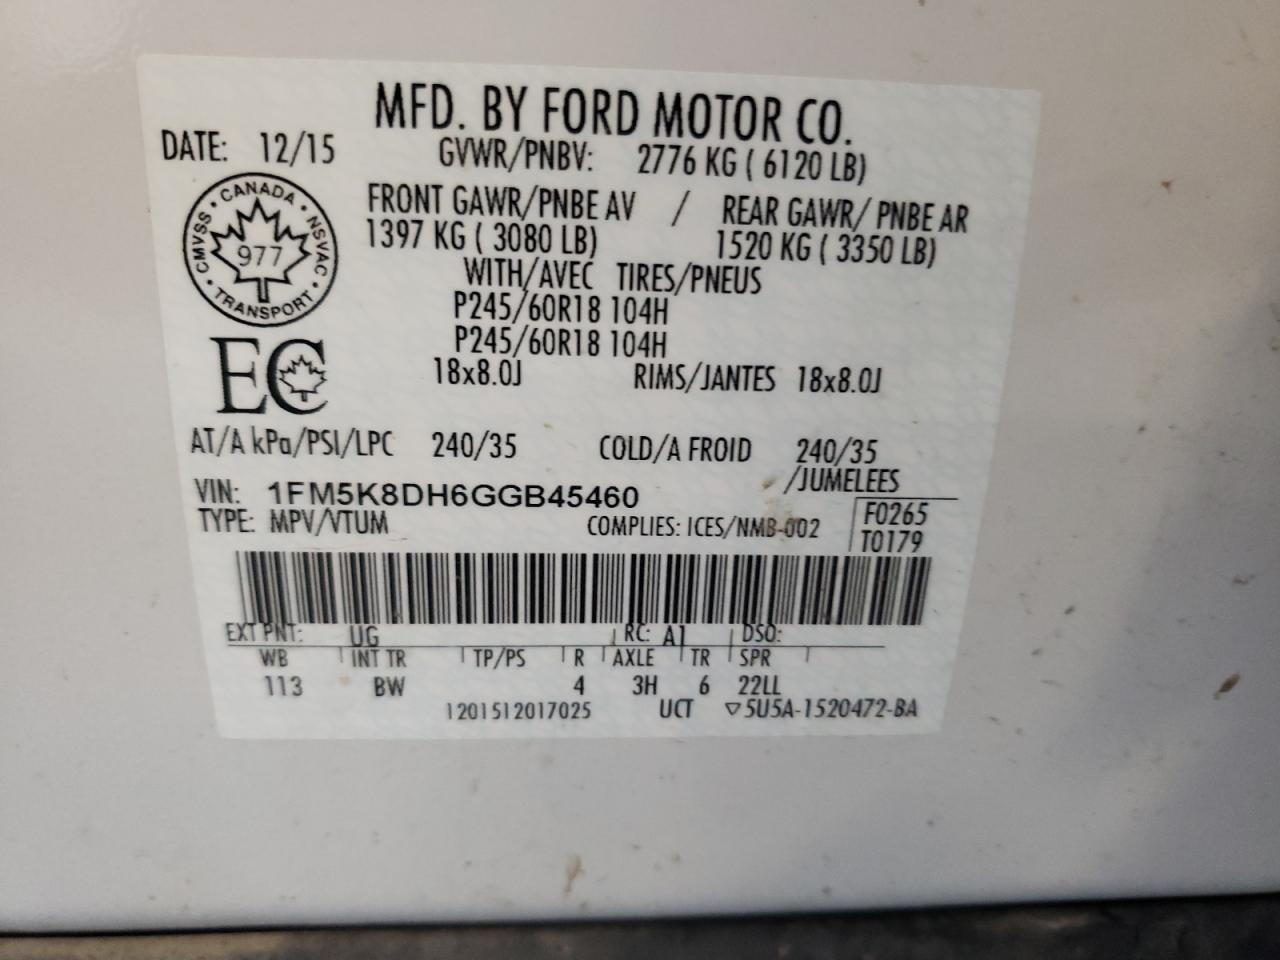 MFD. BY FORD MOTOR CO.
DATE: 12/15
GVWR/PNBV: 2776 KG ( 6120 LB)
FRONT GAWR/PNBE AV / REAR GAWR/ PNBE AR
1397 KG ( 3080 LB) 1520 KG ( 3350 LB)
WITH/AVEC TIRES/PNEUS
P245/60R18 104H
P245/60R18 104H
18x8.0J RIMS/JANTES 18x8.0J
CANADA
CMVSS • NSVAC
977
TRANSPORT
EC
AT/A kPa/PSI/LPC 240/35 COLD/A FROID 240/35
/JUMELEES
VIN: 1FM5K8DH6GGB45460
TYPE: MPV/VTUM COMPLIES: ICES/NMB-002
F0265
T0179
EXT PNT: UG RC: A1 DSO:
WB INT TR TP/PS R AXLE TR SPR
113 BW 4 3H 6 22LL
1201512017025 UCT ▽5U5A-1520472-BA